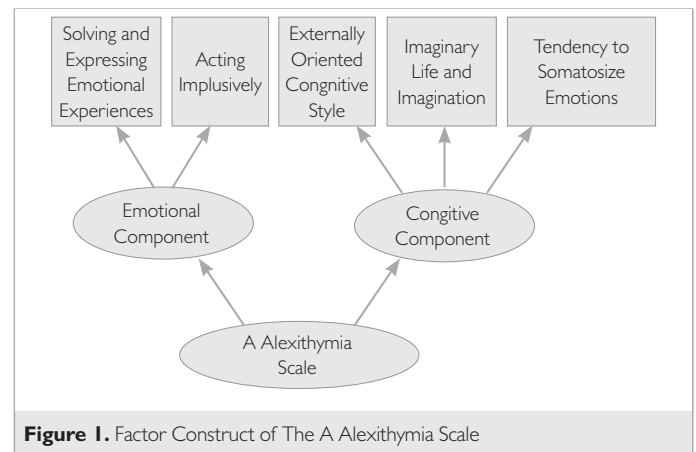 Solving and
Expressing
Emotional
Experiences
Acting
Implusively
Externally
Oriented
Congnitive
Style
Imaginary
Life and
Imagination
Tendency to
Somatosize
Emotions
Emotional
Component
Congitive
Component
A Alexithymia
Scale
Figure 1. Factor Construct of The A Alexithymia Scale